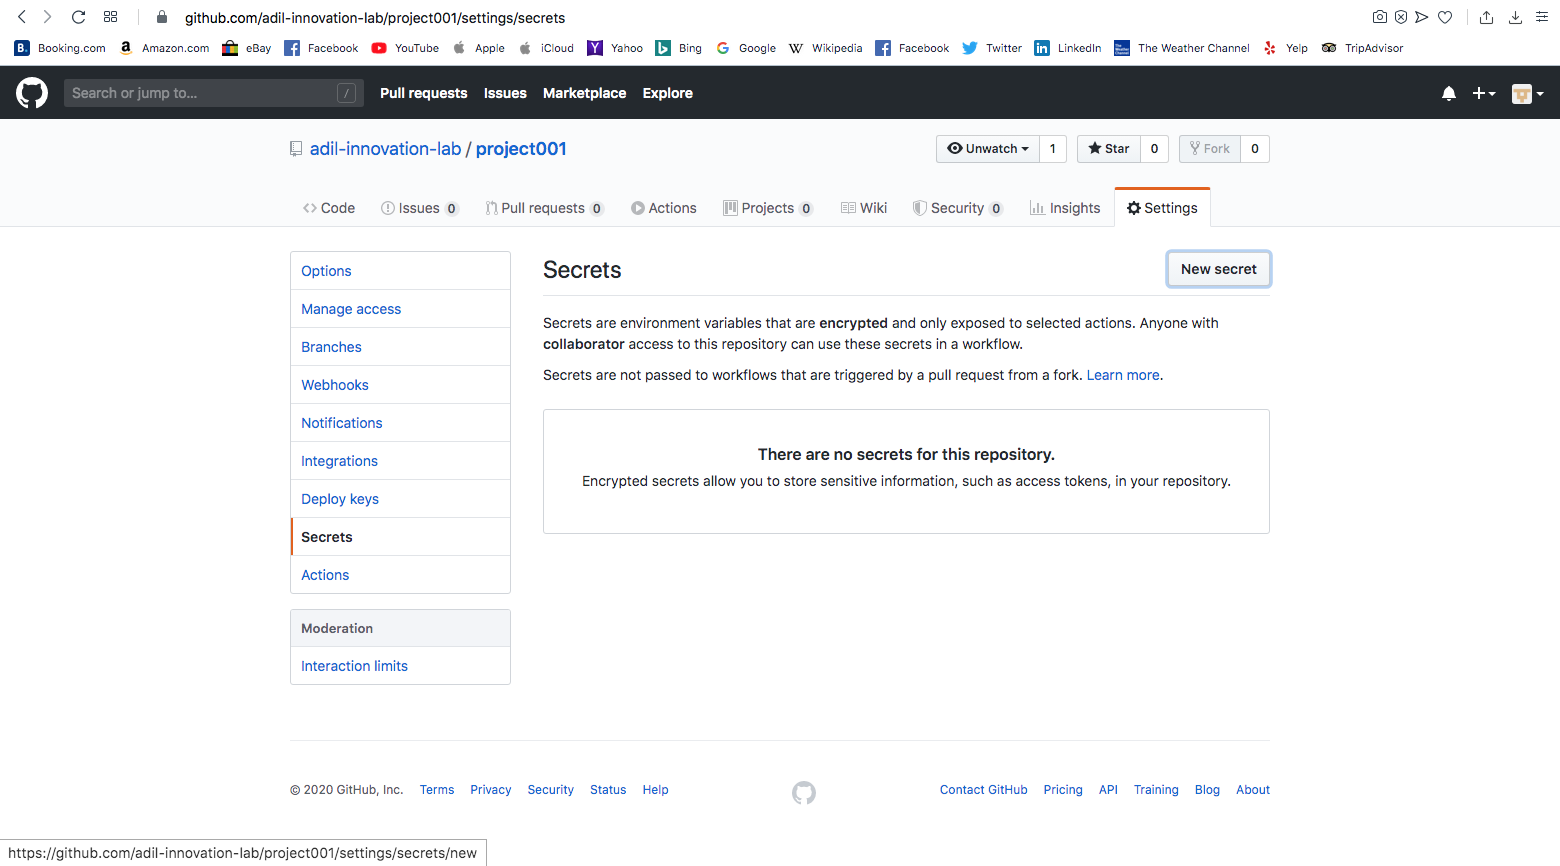 github.com/adil-innovation-lab/project001/settings/secrets
B. Booking.com a Amazon.com eBay Facebook YouTube Apple iCloud Y Yahoo Bing G Google W Wikipedia Facebook Twitter in LinkedIn The Weather Channel Yelp TripAdvisor
Search or jump to... / Pull requests Issues Marketplace Explore
adil-innovation-lab / project001 Unwatch 1 Star 0 Fork 0
Code Issues 0 Pull requests 0 Actions Projects 0 Wiki Security 0 Insights Settings
Options
Manage access
Branches
Webhooks
Notifications
Integrations
Deploy keys
Secrets
Actions
Moderation
Interaction limits
Secrets New secret
Secrets are environment variables that are encrypted and only exposed to selected actions. Anyone with
collaborator access to this repository can use these secrets in a workflow.
Secrets are not passed to workflows that are triggered by a pull request from a fork. Learn more.
There are no secrets for this repository.
Encrypted secrets allow you to store sensitive information, such as access tokens, in your repository.
© 2020 GitHub, Inc. Terms Privacy Security Status Help Contact GitHub Pricing API Training Blog About
https://github.com/adil-innovation-lab/project001/settings/secrets/new